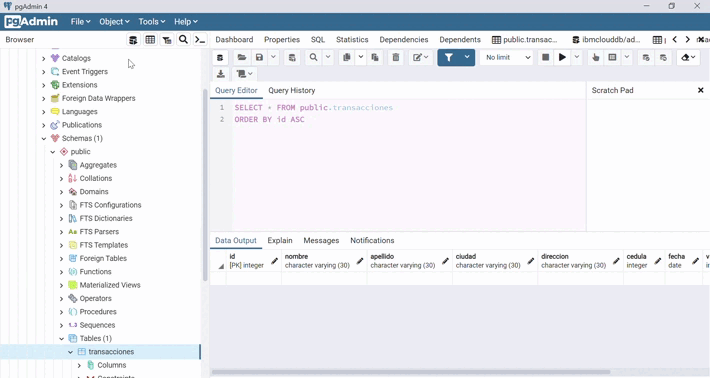 pgAdmin 4
pgAdmin File Object Tools Help
Browser
Dashboard Properties SQL Statistics Dependencies Dependents public.transac... ibmclouddb/ad...
Catalogs
Event Triggers
Extensions
Foreign Data Wrappers
Languages
Publications
Schemas (1)
public
Aggregates
Collations
Domains
FTS Configurations
FTS Dictionaries
FTS Parsers
FTS Templates
Foreign Tables
Functions
Materialized Views
Operators
Procedures
Sequences
Tables (1)
transacciones
Columns
Constraints
No limit
Query Editor Query History
Scratch Pad
1 SELECT * FROM public.transacciones
2 ORDER BY id ASC
Data Output Explain Messages Notifications
id nombre apellido ciudad direccion cedula fecha
[PK] integer character varying (30) character varying (30) character varying (30) character varying (30) integer date